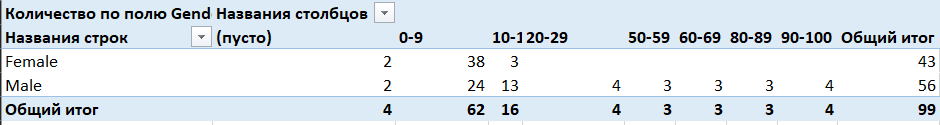 Количество по полю Gend Названия столбцов
Названия строк (пусто) 0-9 10-1 20-29 50-59 60-69 80-89 90-100 Общий итог
Female 2 38 3 43
Male 2 24 13 4 3 3 3 4 56
Общий итог 4 62 16 4 3 3 3 4 99